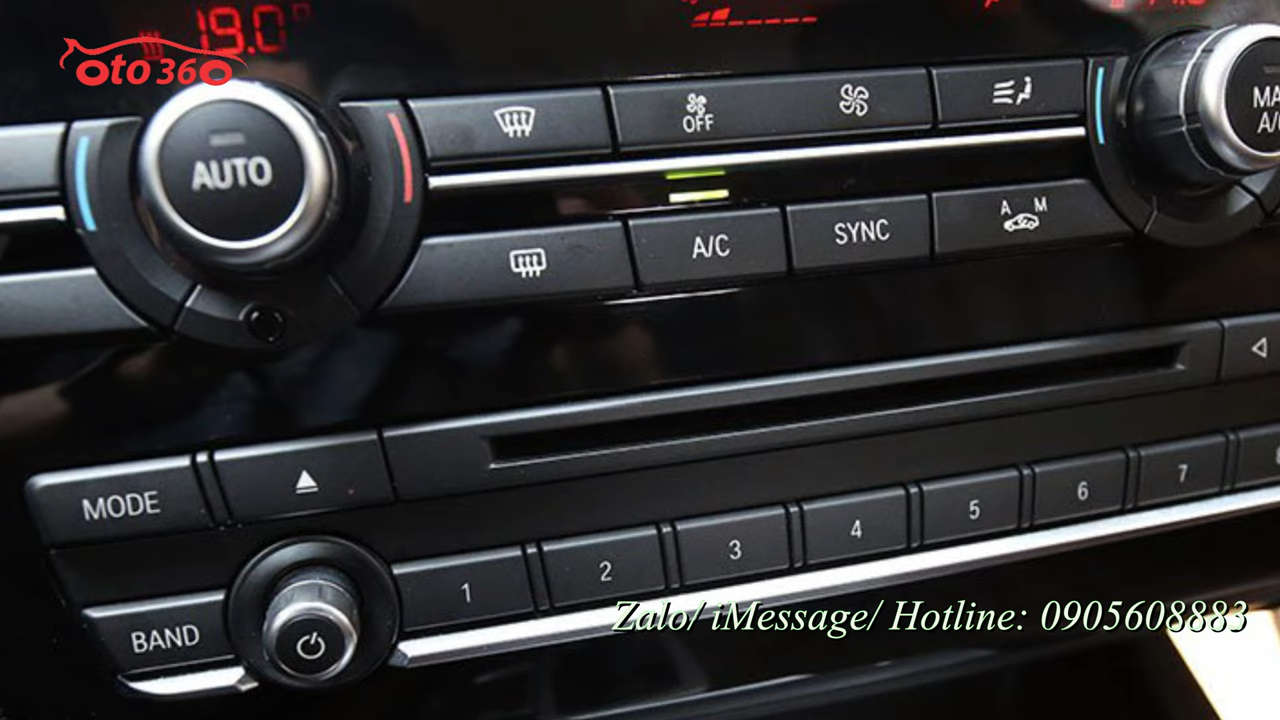 19.0°
oto360
AUTO
OFF
A/C
SYNC
A M
MODE
BAND
1 2 3 4 5 6 7
Zalo/ iMessage/ Hotline: 0905608883